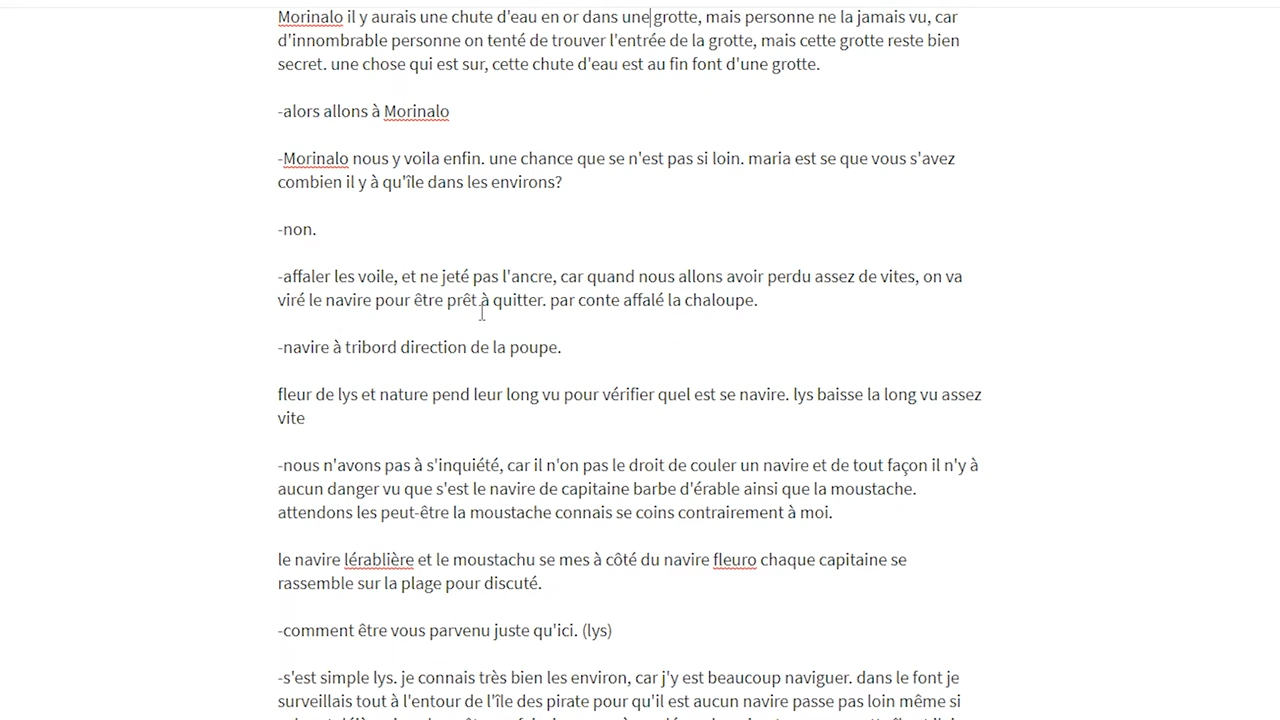 Morinalo il y aurais une chute d'eau en or dans une grotte, mais personne ne la jamais vu, car
d'innombrable personne on tenté de trouver l'entrée de la grotte, mais cette grotte reste bien
secret. une chose qui est sur, cette chute d'eau est au fin font d'une grotte.
-alors allons à Morinalo
-Morinalo nous y voila enfin. une chance que se n'est pas si loin. maria est se que vous s'avez
combien il y à qu'île dans les environs?
-non.
-affaler les voile, et ne jeté pas l'ancre, car quand nous allons avoir perdu assez de vites, on va
viré le navire pour être prêt à quitter. par conte affalé la chaloupe.
-navire à tribord direction de la poupe.
fleur de lys et nature pend leur long vu pour vérifier quel est se navire. lys baisse la long vu assez
vite
-nous n'avons pas à s'inquiété, car il n'on pas le droit de couler un navire et de tout façon il n'y à
aucun danger vu que s'est le navire de capitaine barbe d'érable ainsi que la moustache.
attendons les peut-être la moustache connais se coins contrairement à moi.
le navire lérablière et le moustachu se mes à côté du navire fleuro chaque capitaine se
rassemble sur la plage pour discuté.
-comment être vous parvenu juste qu'ici. (lys)
-s'est simple lys. je connais très bien les environ, car j'y est beaucoup naviguer. dans le font je
surveillais tout à l'entour de l'île des pirate pour qu'il est aucun navire passe pas loin même si